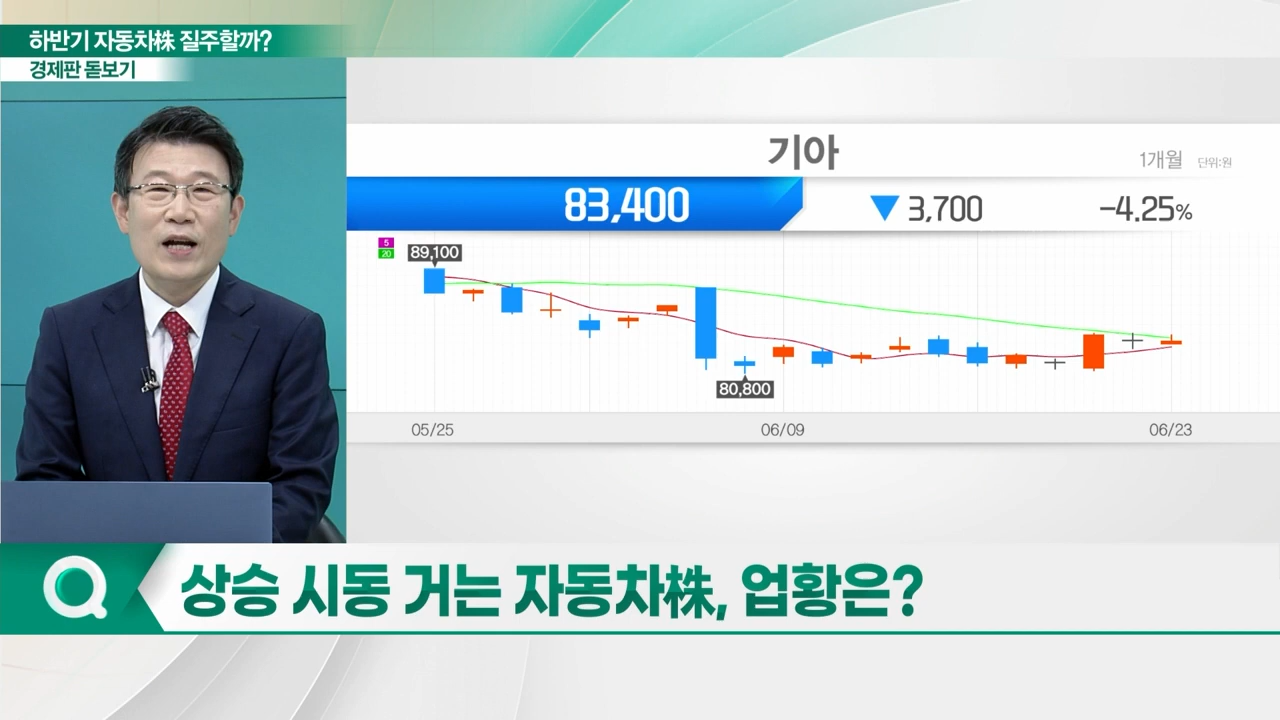 하반기 자동차株 질주할까?
경제판 돋보기
기아
1개월 단위:원
83,400 ▼ 3,700 -4.25%
5
20
89,100
80,800
05/25 06/09 06/23
상승 시동 거는 자동차株, 업황은?